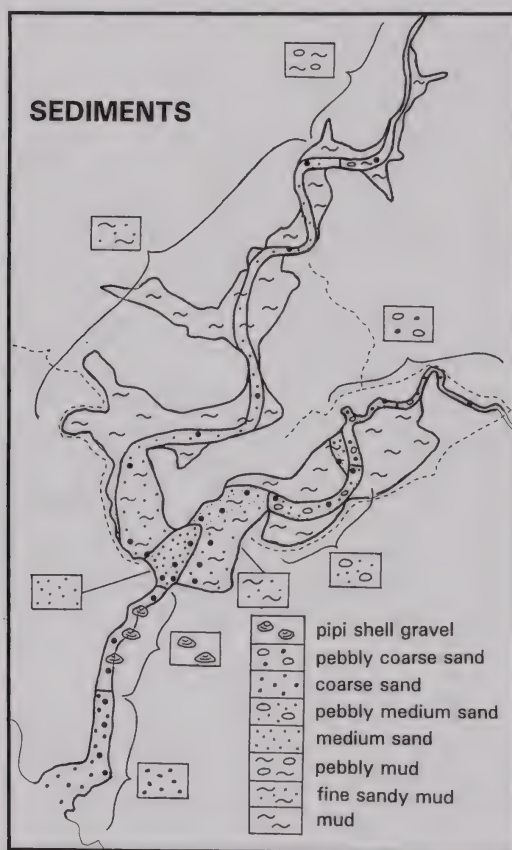 SEDIMENTS
pipi shell gravel
pebbly coarse sand
coarse sand
pebbly medium sand
medium sand
pebbly mud
fine sandy mud
mud